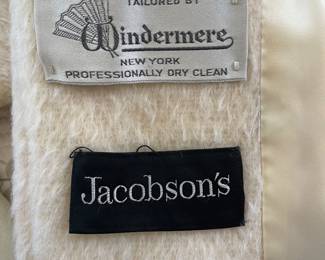 TAILORED BY
Windermere
NEW YORK
PROFESSIONALLY DRY CLEAN
Jacobson's